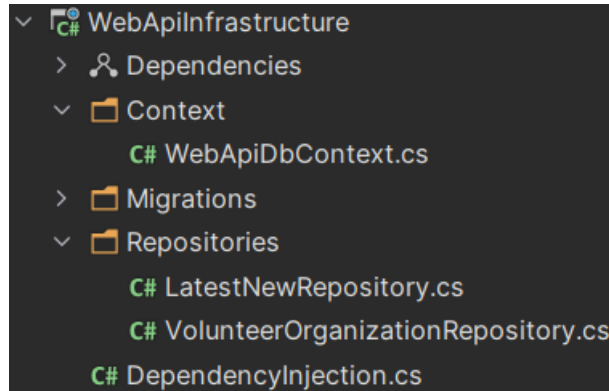 C# WebApiInfrastructure
Dependencies
Context
C# WebApiDbContext.cs
Migrations
Repositories
C# LatestNewRepository.cs
C# VolunteerOrganizationRepository.cs
C# DependencyInjection.cs